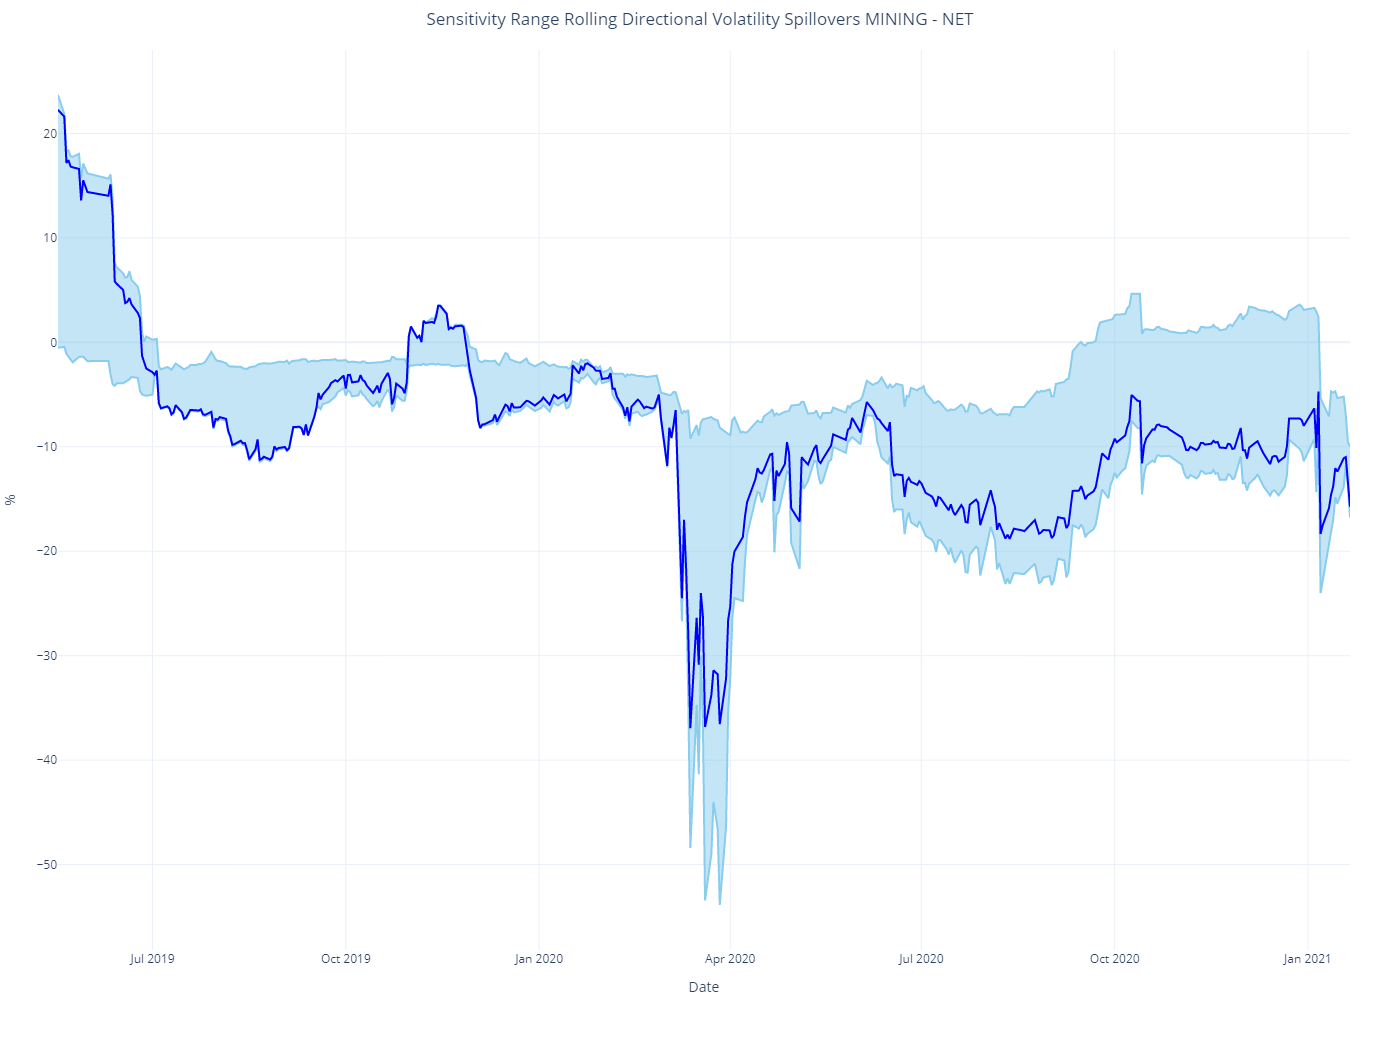 Sensitivity Range Rolling Directional Volatility Spillovers MINING - NET
20
10
0
−10
−20
−30
−40
−50
%
Jul 2019
Oct 2019
Jan 2020
Apr 2020
Jul 2020
Oct 2020
Jan 2021
Date